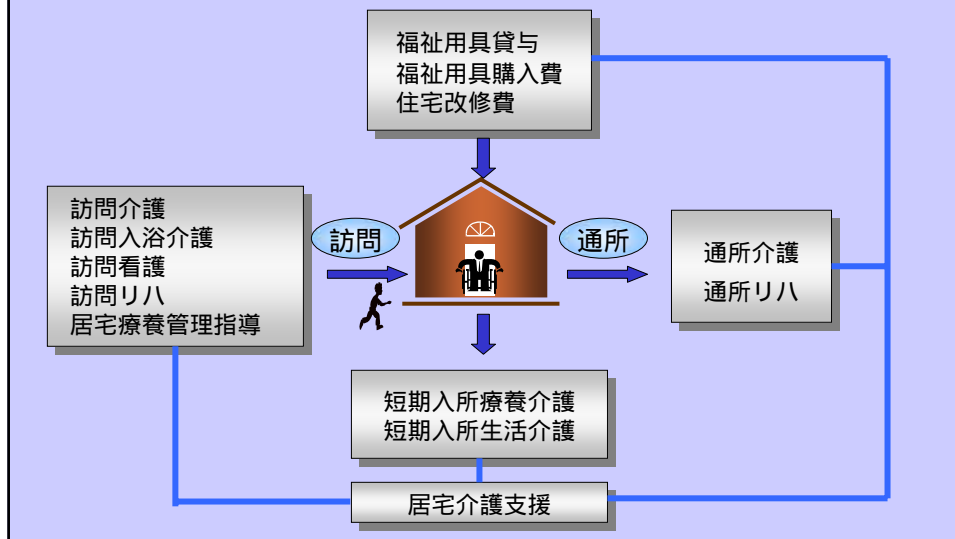 福祉用具貸与
福祉用具購入費
住宅改修費
訪問介護
訪問入浴介護
訪問看護
訪問リハ
居宅療養管理指導
訪問
通所
通所介護
通所リハ
短期入所療養介護
短期入所生活介護
居宅介護支援